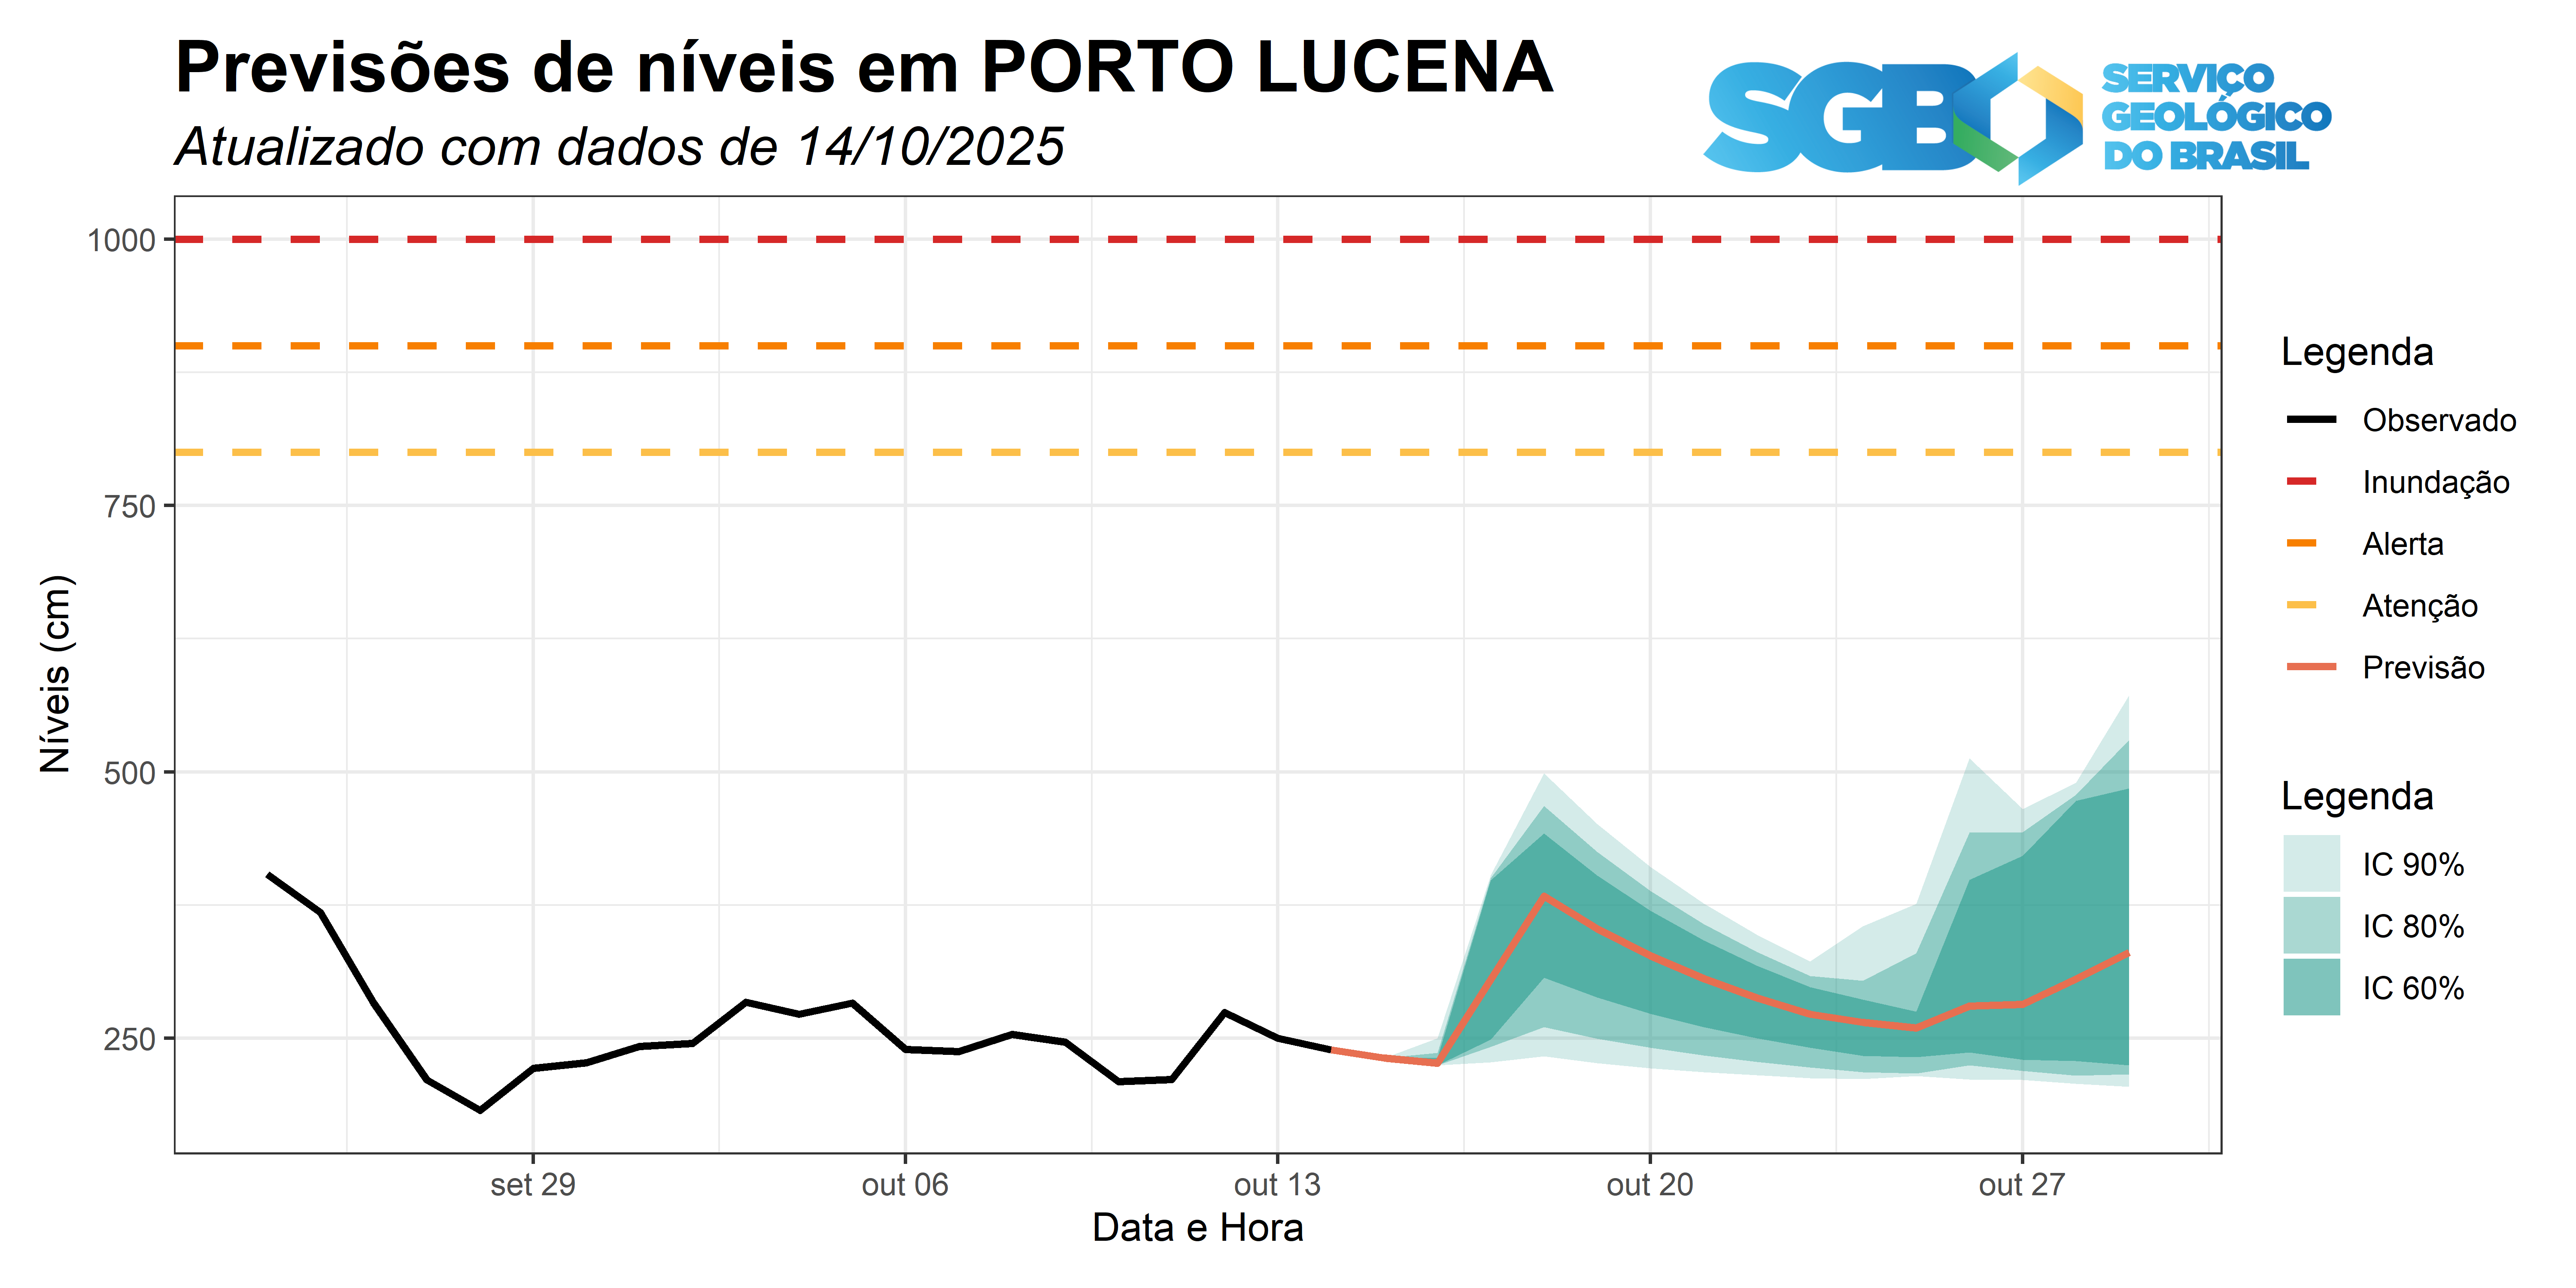 Previsões de níveis em PORTO LUCENA
Atualizado com dados de 14/10/2025
SGB
SERVIÇO
GEOLÓGICO
DO BRASIL
Níveis (cm)
1000
750
500
250
set 29
out 06
out 13
out 20
out 27
Data e Hora
Legenda
Observado
Inundação
Alerta
Atenção
Previsão
Legenda
IC 90%
IC 80%
IC 60%